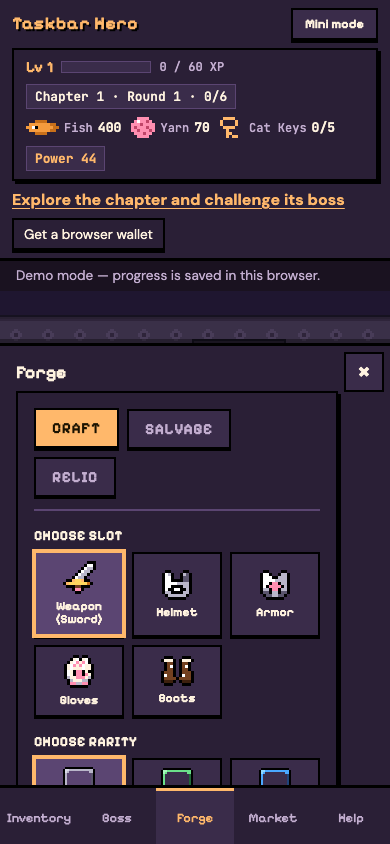 Taskbar Hero
Mini mode
Lv 1 0 / 60 XP
Chapter 1 · Round 1 · 0/6
Fish 400 Yarn 70 Cat Keys 0/5
Power 44
Explore the chapter and challenge its boss
Get a browser wallet
Demo mode — progress is saved in this browser.
Forge
✖
CRAFT
SALVAGE
RELIC
CHOOSE SLOT
Weapon
(Sword)
Helmet
Armor
Gloves
Boots
CHOOSE RARITY
Inventory
Boss
Forge
Market
Help